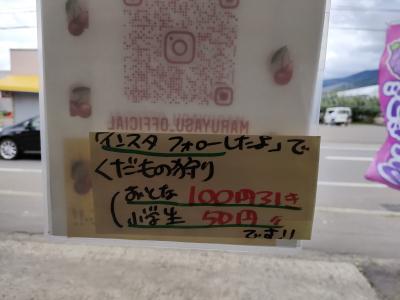 MARUYASU_OFFICIAL
「インスタ フォローしたよ」で
くだもの狩り
(おとな 100円引き
小学生 50円 〃
です!!